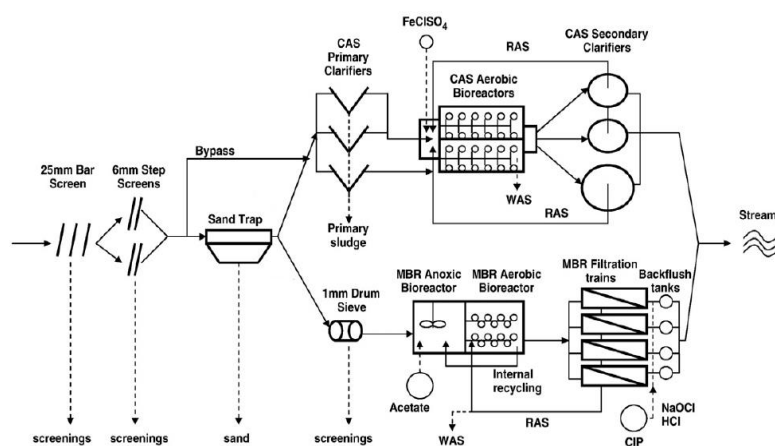 FeClSO4
CAS
Primary
Clarifiers
RAS
CAS Secondary
Clarifiers
CAS Aerobic
Bioreactors
25mm Bar
Screen
6mm Step
Screens
Bypass
Sand Trap
Primary
sludge
WAS
RAS
Stream
1mm Drum
Sieve
MBR Anoxic
Bioreactor
MBR Aerobic
Bioreactor
MBR Filtration
trains
Backflush
tanks
Internal
recycling
Acetate
RAS
WAS
NaOCl
HCl
CIP
screenings
screenings
sand
screenings